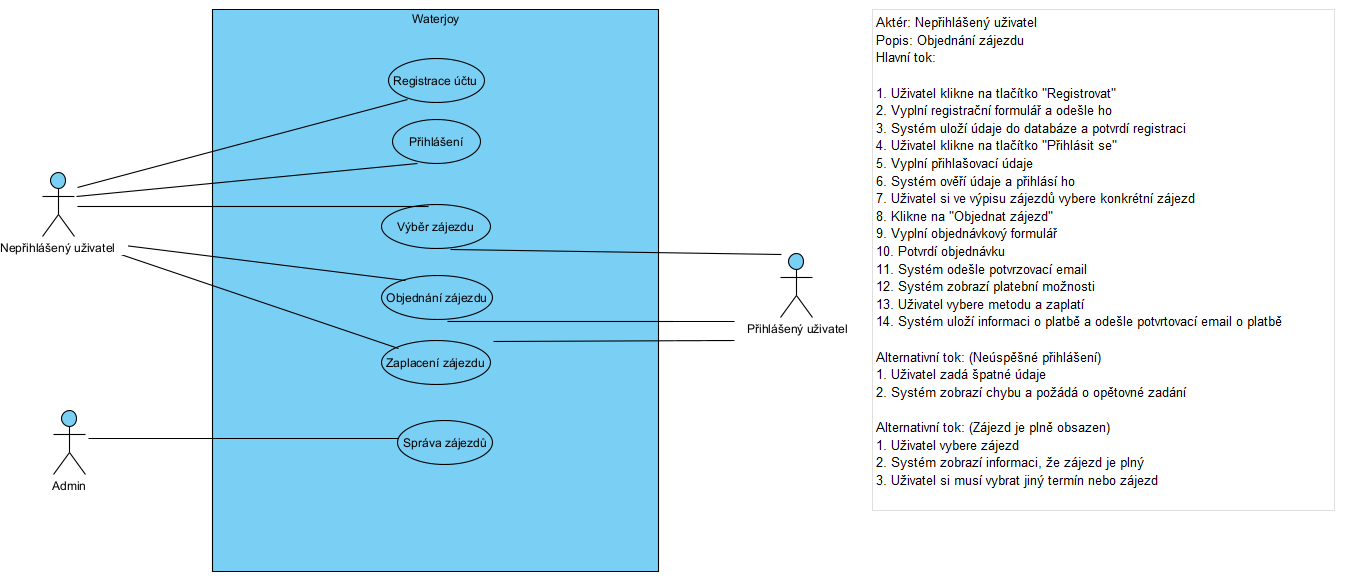 Waterjoy
Registrace účtu
Přihlášení
Výběr zájezdu
Objednání zájezdu
Zaplacení zájezdu
Správa zájezdů
Nepřihlášený uživatel
Admin
Přihlášený uživatel
Aktér: Nepřihlášený uživatel
Popis: Objednání zájezdu
Hlavní tok:
1. Uživatel klikne na tlačítko "Registrovat"
2. Vyplní registrační formulář a odešle ho
3. Systém uloží údaje do databáze a potvrdí registraci
4. Uživatel klikne na tlačítko "Přihlásit se"
5. Vyplní přihlašovací údaje
6. Systém ověří údaje a přihlásí ho
7. Uživatel si ve výpisu zájezdů vybere konkrétní zájezd
8. Klikne na "Objednat zájezd"
9. Vyplní objednávkový formulář
10. Potvrdí objednávku
11. Systém odešle potvrzovací email
12. Systém zobrazí platební možnosti
13. Uživatel vybere metodu a zaplatí
14. Systém uloží informaci o platbě a odešle potvrtovací email o platbě
Alternativní tok: (Neúspěšné přihlášení)
1. Uživatel zadá špatné údaje
2. Systém zobrazí chybu a požádá o opětovné zadání
Alternativní tok: (Zájezd je plně obsazen)
1. Uživatel vybere zájezd
2. Systém zobrazí informaci, že zájezd je plný
3. Uživatel si musí vybrat jiný termín nebo zájezd